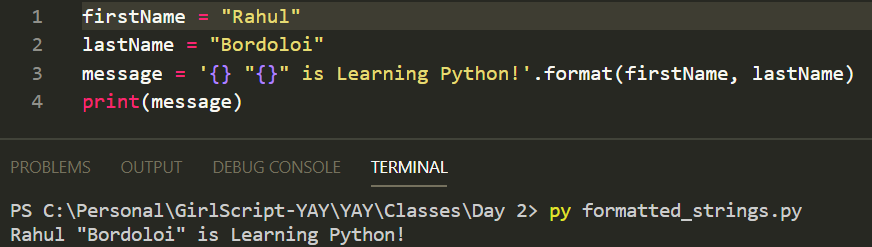 1 firstName = "Rahul"
2 lastName = "Bordoloi"
3 message = '{} "{}" is Learning Python!'.format(firstName, lastName)
4 print(message)
PROBLEMS OUTPUT DEBUG CONSOLE TERMINAL
PS C:\Personal\GirlScript-YAY\YAY\Classes\Day 2> py formatted_strings.py
Rahul "Bordoloi" is Learning Python!